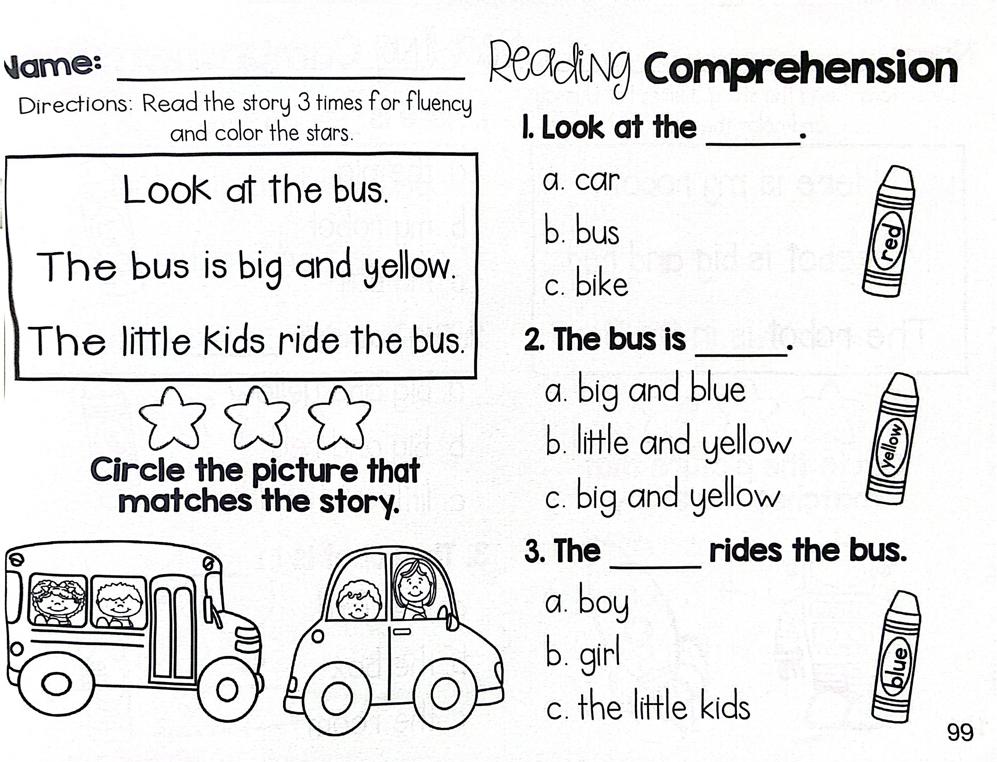 Name:
Directions: Read the story 3 times for fluency
and color the stars.
Look at the bus.
The bus is big and yellow.
The little kids ride the bus.
Circle the picture that
matches the story.
Reading Comprehension
1. Look at the ______.
a. car
b. bus
c. bike
red
2. The bus is ______.
a. big and blue
b. little and yellow
c. big and yellow
yellow
3. The ______ rides the bus.
a. boy
b. girl
c. the little kids
blue
99